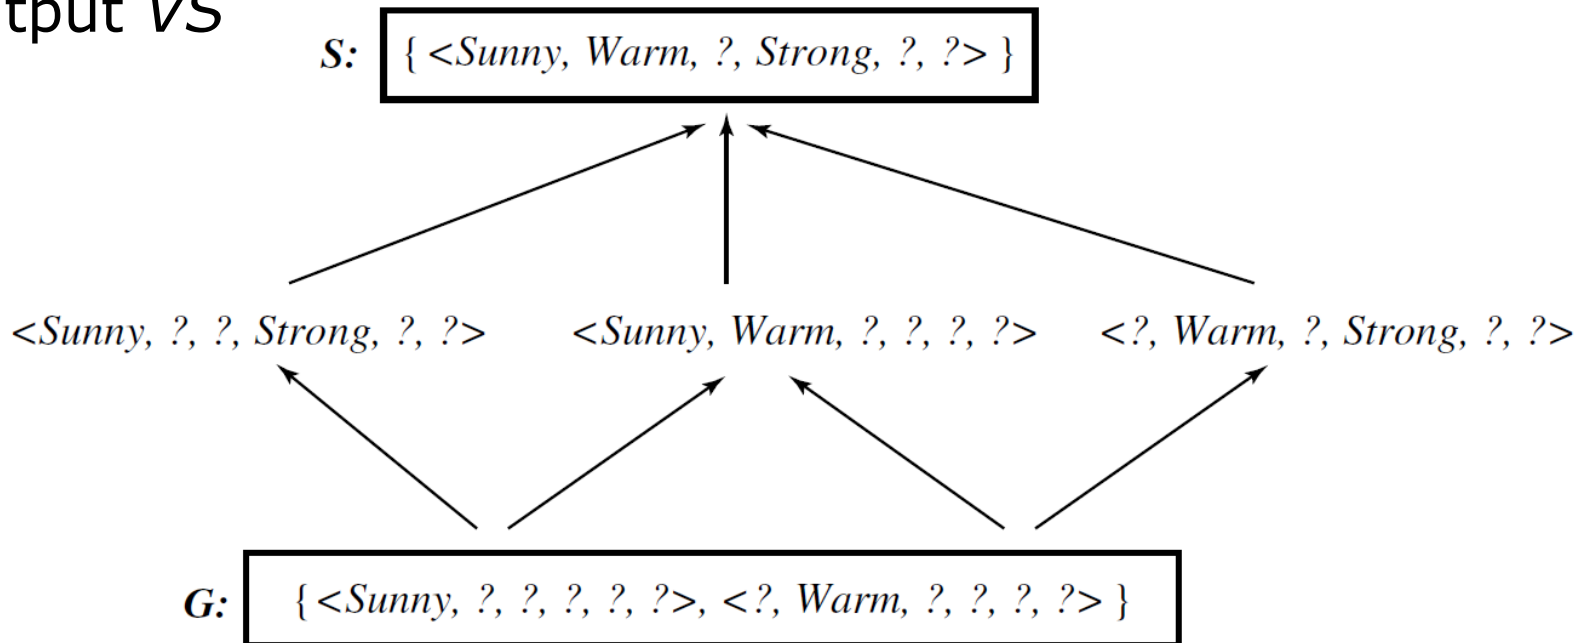 tput VS
S: { <Sunny, Warm, ?, Strong, ?, ?> }
<Sunny, ?, ?, Strong, ?, ?> <Sunny, Warm, ?, ?, ?, ?> <?, Warm, ?, Strong, ?, ?>
G: { <Sunny, ?, ?, ?, ?, ?>, <?, Warm, ?, ?, ?, ?> }